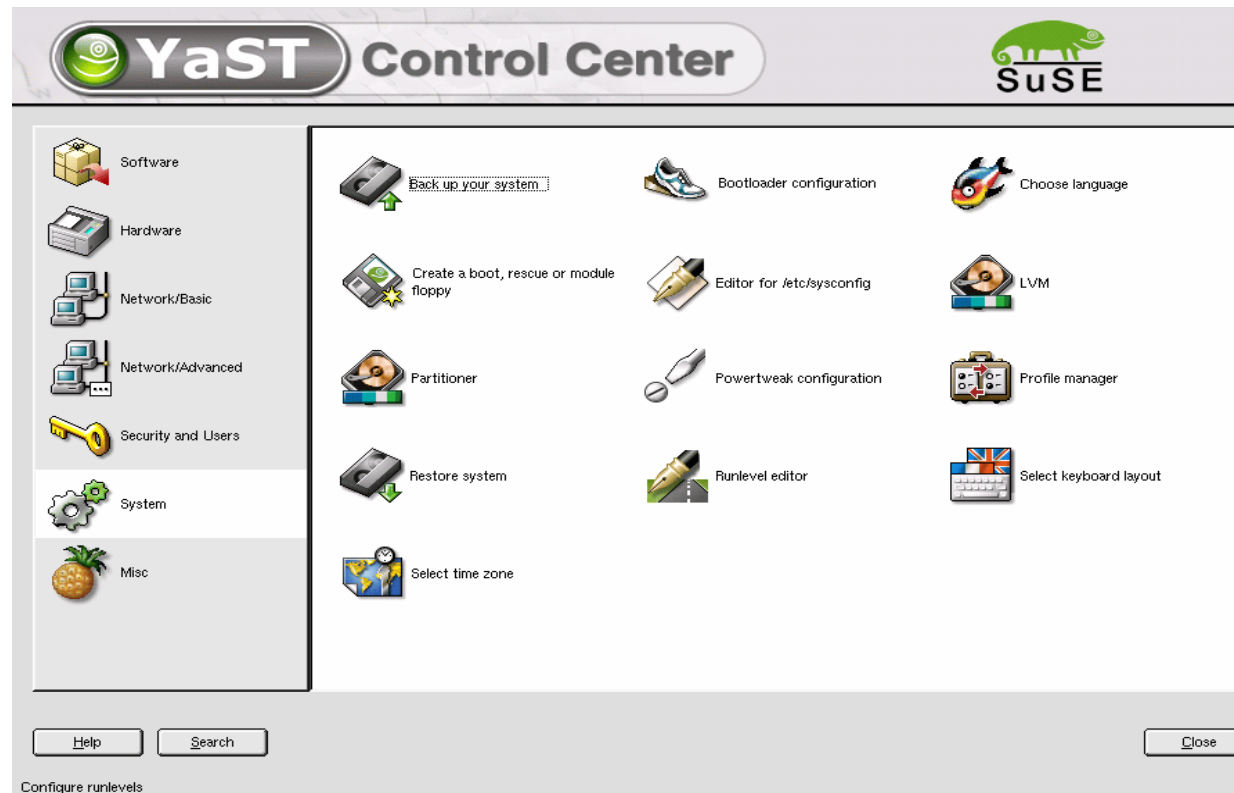 YaST Control Center
SuSE
Software
Hardware
Network/Basic
Network/Advanced
Security and Users
System
Misc
Back up your system
Bootloader configuration
Choose language
Create a boot, rescue or module
floppy
Editor for /etc/sysconfig
LVM
Partitioner
Powertweak configuration
Profile manager
Restore system
Runlevel editor
Select keyboard layout
Select time zone
Help
Search
Close
Configure runlevels